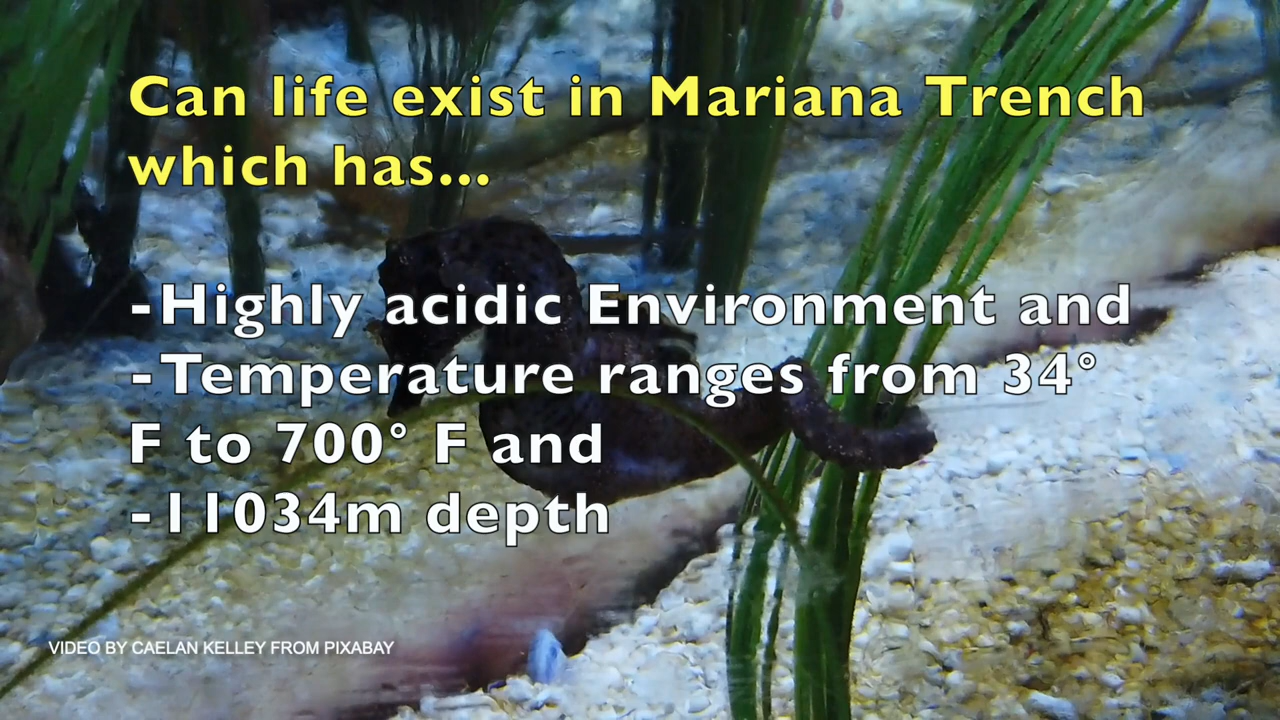 Can life exist in Mariana Trench
which has...
-Highly acidic Environment and
-Temperature ranges from 34°
F to 700° F and
-11034m depth
VIDEO BY CAELAN KELLEY FROM PIXABAY